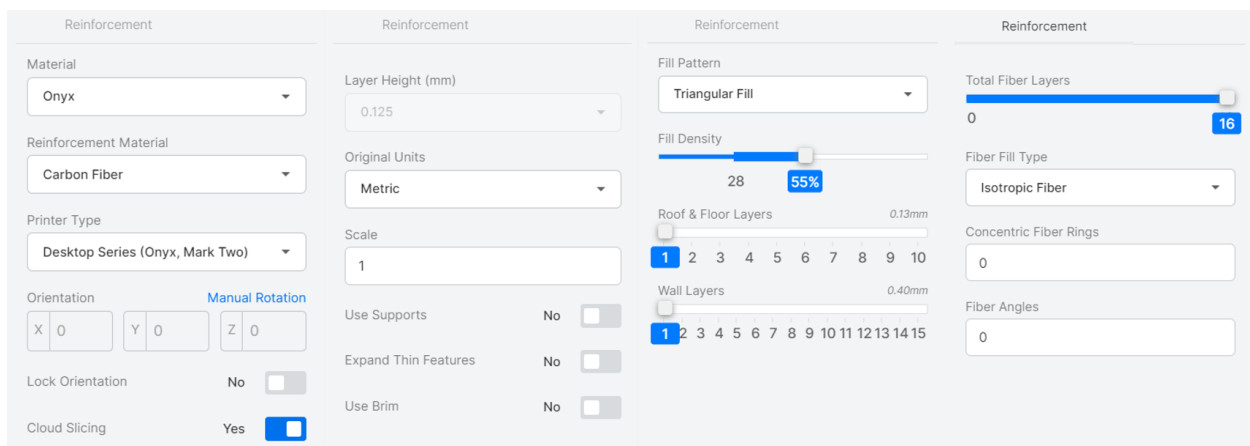 Reinforcement
Material
Onyx
Reinforcement Material
Carbon Fiber
Printer Type
Desktop Series (Onyx, Mark Two)
Orientation Manual Rotation
X 0 Y 0 Z 0
Lock Orientation No
Cloud Slicing Yes
Reinforcement
Layer Height (mm)
0.125
Original Units
Metric
Scale
1
Use Supports No
Expand Thin Features No
Use Brim No
Reinforcement
Fill Pattern
Triangular Fill
Fill Density
28 55%
Roof & Floor Layers 0.13mm
1 2 3 4 5 6 7 8 9 10
Wall Layers 0.40mm
1 2 3 4 5 6 7 8 9 10 11 12 13 14 15
Reinforcement
Total Fiber Layers
0 16
Fiber Fill Type
Isotropic Fiber
Concentric Fiber Rings
0
Fiber Angles
0